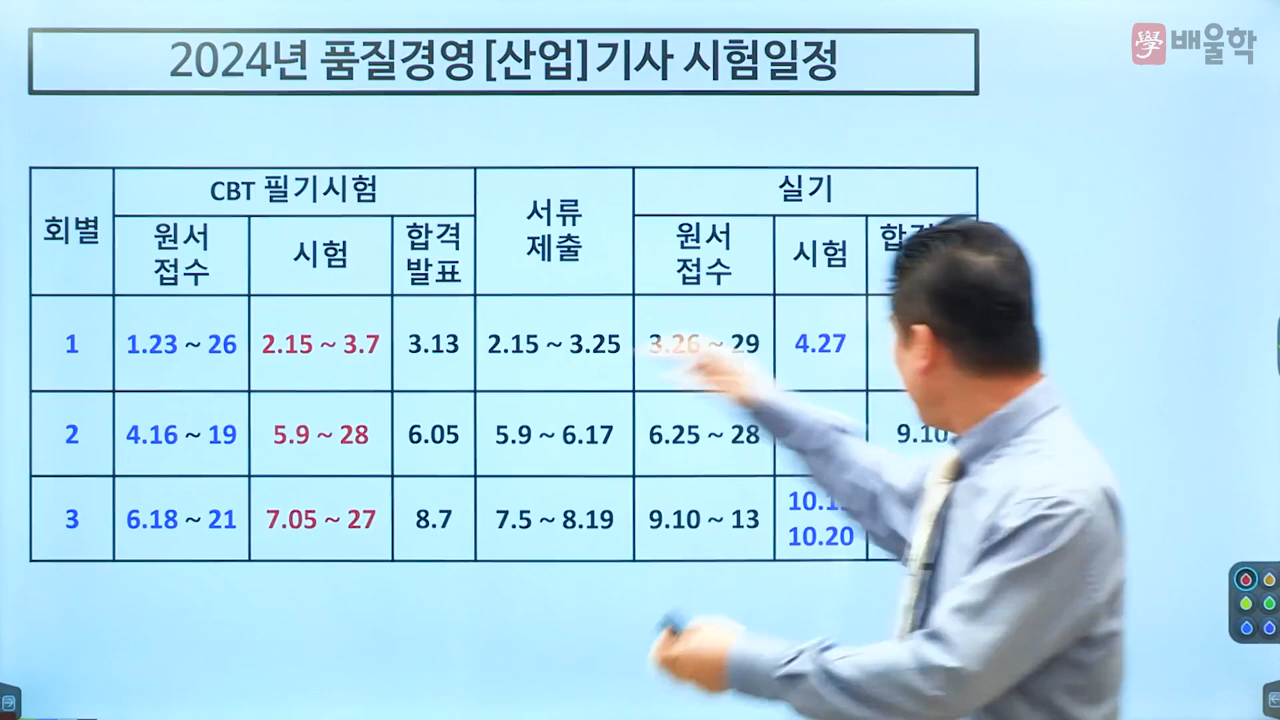 2024년 품질경영[산업]기사 시험일정
學 배울학
회별 CBT 필기시험 서류 제출 실기
원서 접수 시험 합격 발표 원서 접수 시험
1 1.23 ~ 26 2.15 ~ 3.7 3.13 2.15 ~ 3.25 3.26 ~ 29 4.27
2 4.16 ~ 19 5.9 ~ 28 6.05 5.9 ~ 6.17 6.25 ~ 28 9.10
3 6.18 ~ 21 7.05 ~ 27 8.7 7.5 ~ 8.19 9.10 ~ 13
10.20